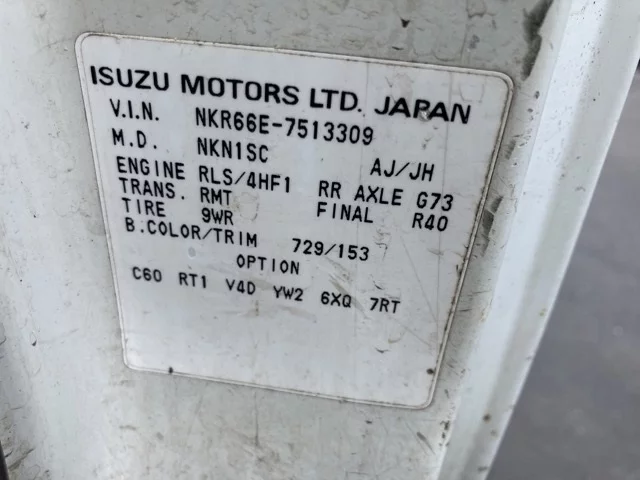 ISUZU MOTORS LTD. JAPAN
V.I.N. NKR66E-7513309
M.D. NKN1SC AJ/JH
ENGINE RLS/4HF1 RR AXLE G73
TRANS. RMT FINAL R40
TIRE 9WR
B.COLOR/TRIM 729/153
OPTION
C60 RT1 V4D YW2 6XQ 7RT